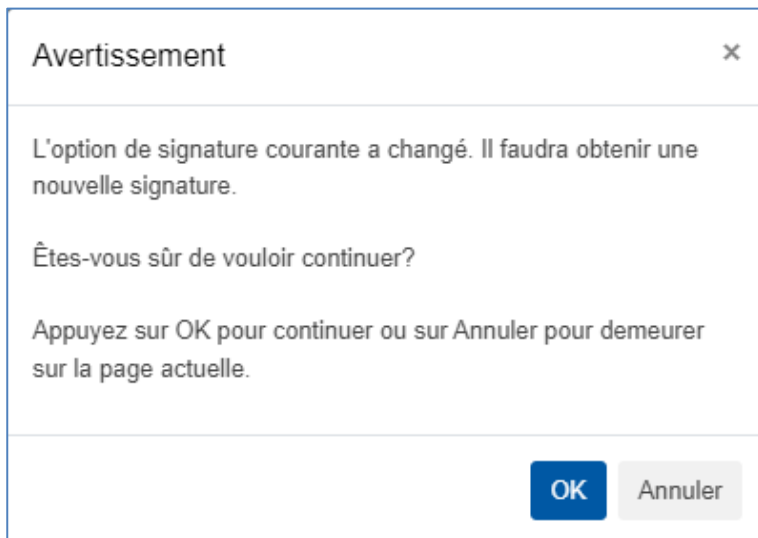 Avertissement ×
L'option de signature courante a changé. Il faudra obtenir une
nouvelle signature.
Êtes-vous sûr de vouloir continuer?
Appuyez sur OK pour continuer ou sur Annuler pour demeurer
sur la page actuelle.
OK Annuler